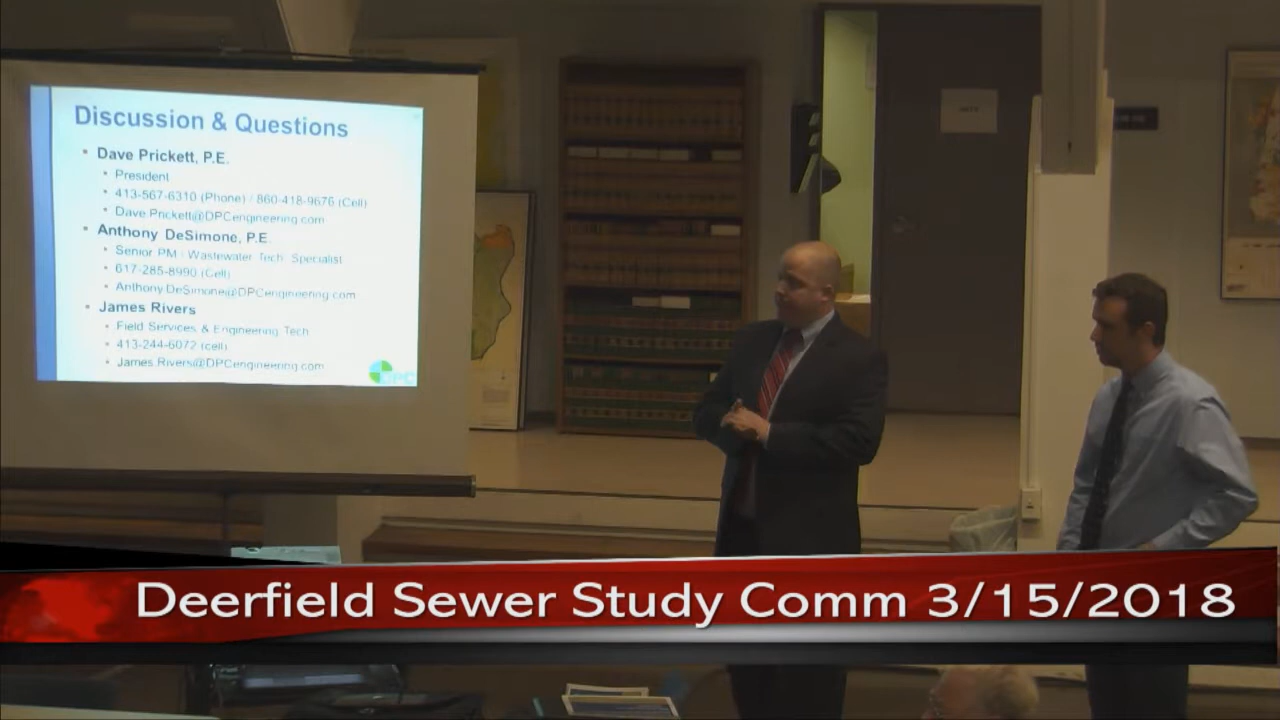 Discussion & Questions
• Dave Prickett, P.E.
• President
• 413-567-6310 (Phone) / 860-418-9676 (Cell)
• Dave.Prickett@DPCengineering.com
• Anthony DeSimone, P.E.
• Senior PM / Wastewater Tech. Specialist
• 617-285-8990 (Cell)
• Anthony.DeSimone@DPCengineering.com
• James Rivers
• Field Services & Engineering Tech
• 413-244-6072 (cell)
• James.Rivers@DPCengineering.com
DPC
Deerfield Sewer Study Comm 3/15/2018